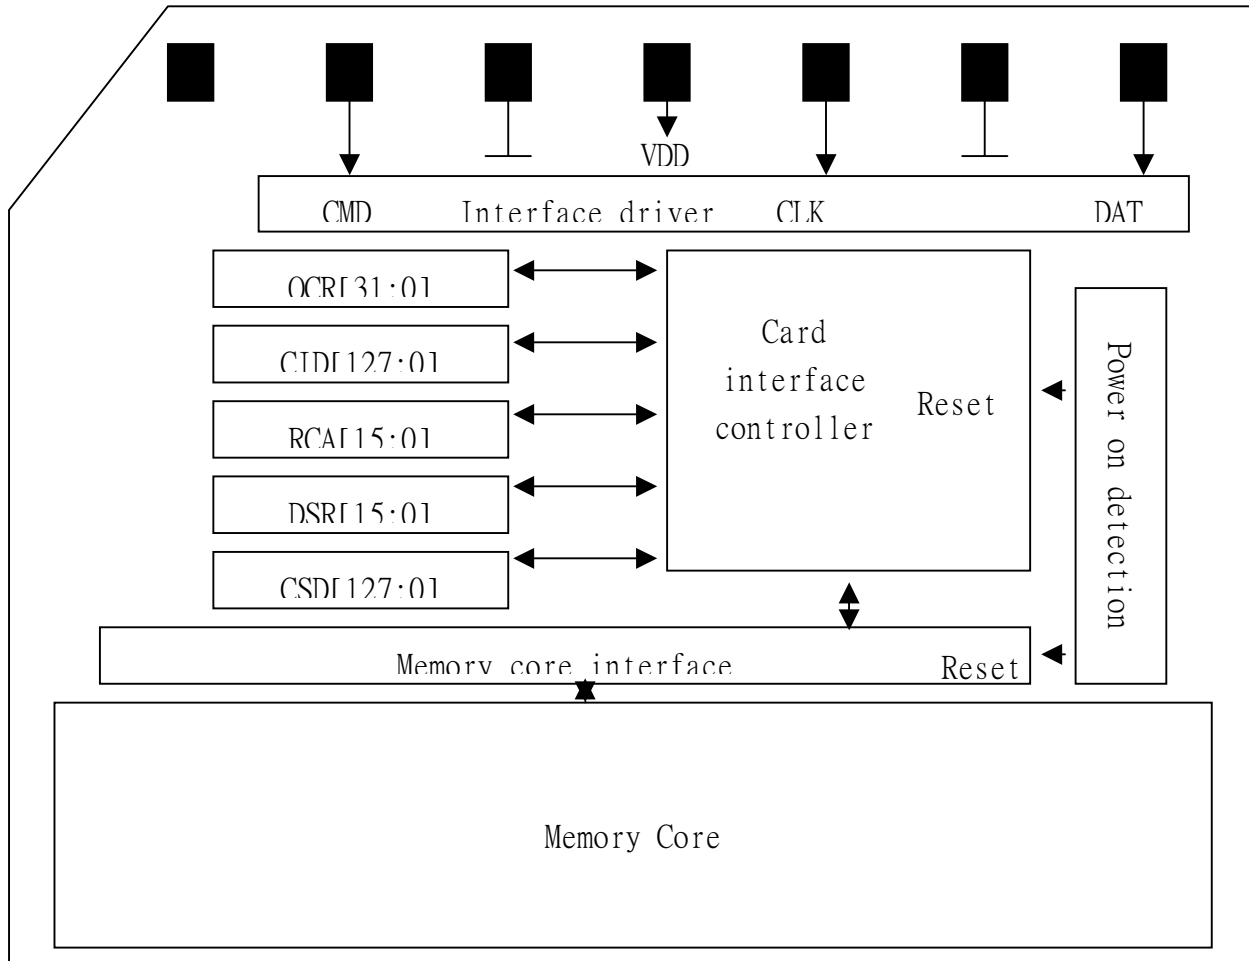 VDD
CMD Interface driver CLK DAT
OCR[31:0]
CID[127:0]
RCA[15:0]
DSR[15:0]
CSD[127:0]
Card
interface
controller
Reset
Power on detection
Memory core interface Reset
Memory Core